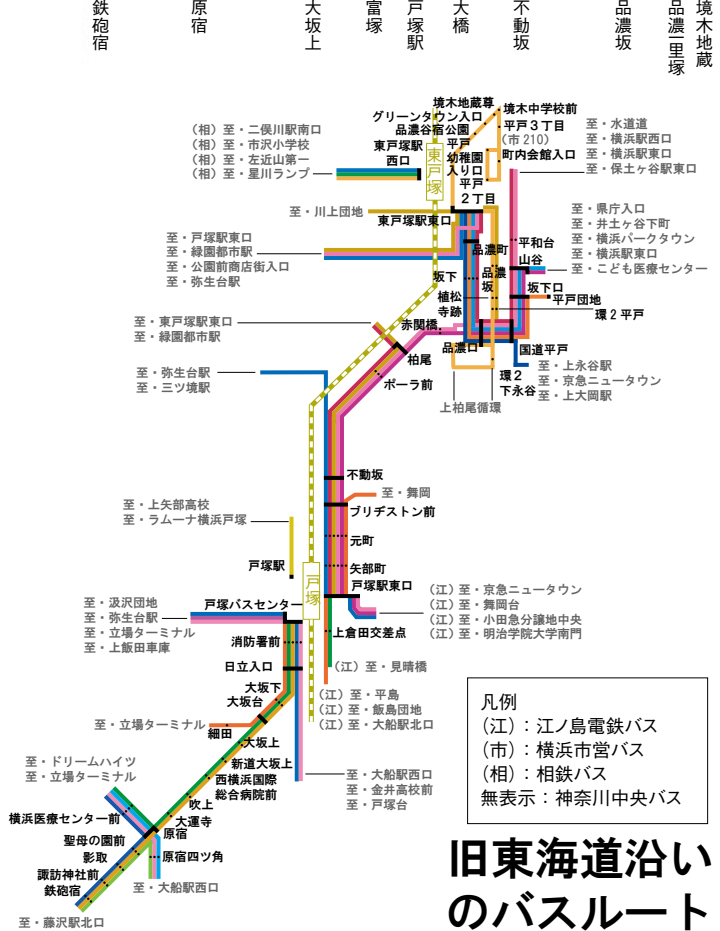 鉄砲宿
原宿
大坂上
富塚
戸塚駅
大橋
不動坂
品濃坂
品濃一里塚
境木地蔵
境木地蔵尊
グリーンタウン入口
品濃谷宿公園
境木中学校前
平戸3丁目
(市210)
町内会館入口
平戸
幼稚園
入り口
平戸
2丁目
(相)至・二俣川駅南口
(相)至・市沢小学校
(相)至・左近山第一
(相)至・星川ランプ
東戸塚駅
西口
東戸塚
至・水道道
至・横浜駅西口
至・横浜駅東口
至・保土ヶ谷駅東口
至・川上団地
東戸塚駅東口
至・県庁入口
至・井土ヶ谷下町
至・横浜パークタウン
至・横浜駅東口
至・こども医療センター
至・戸塚駅東口
至・緑園都市駅
至・公園前商店街入口
至・弥生台駅
品濃町
平和台
山谷
坂下
品濃
坂
坂下口
平戸団地
植松
寺跡
環2平戸
至・東戸塚駅東口
至・緑園都市駅
赤関橋
品濃口
国道平戸
柏尾
ポーラ前
環2
下永谷
至・上永谷駅
至・京急ニュータウン
至・上大岡駅
上柏尾循環
至・弥生台駅
至・三ツ境駅
不動坂
至・舞岡
ブリヂストン前
至・上矢部高校
至・ラムーナ横浜戸塚
元町
戸塚駅
矢部町
戸塚
戸塚駅東口
(江)至・京急ニュータウン
(江)至・舞岡台
(江)至・小田急分譲地中央
(江)至・明治学院大学南門
至・汲沢団地
至・弥生台駅
至・立場ターミナル
至・上飯田車庫
戸塚バスセンター
消防署前
上倉田交差点
日立入口
(江)至・見晴橋
大坂下
大坂台
(江)至・平島
(江)至・飯島団地
(江)至・大船駅北口
至・立場ターミナル
細田
大坂上
新道大坂上
西横浜国際
総合病院前
至・ドリームハイツ
至・立場ターミナル
至・大船駅西口
至・金井高校前
至・戸塚台
吹上
大運寺
横浜医療センター前
原宿
聖母の園前
影取
原宿四ツ角
諏訪神社前
鉄砲宿
至・大船駅西口
至・藤沢駅北口
凡例
(江):江ノ島電鉄バス
(市):横浜市営バス
(相):相鉄バス
無表示:神奈川中央バス
旧東海道沿い
のバスルート